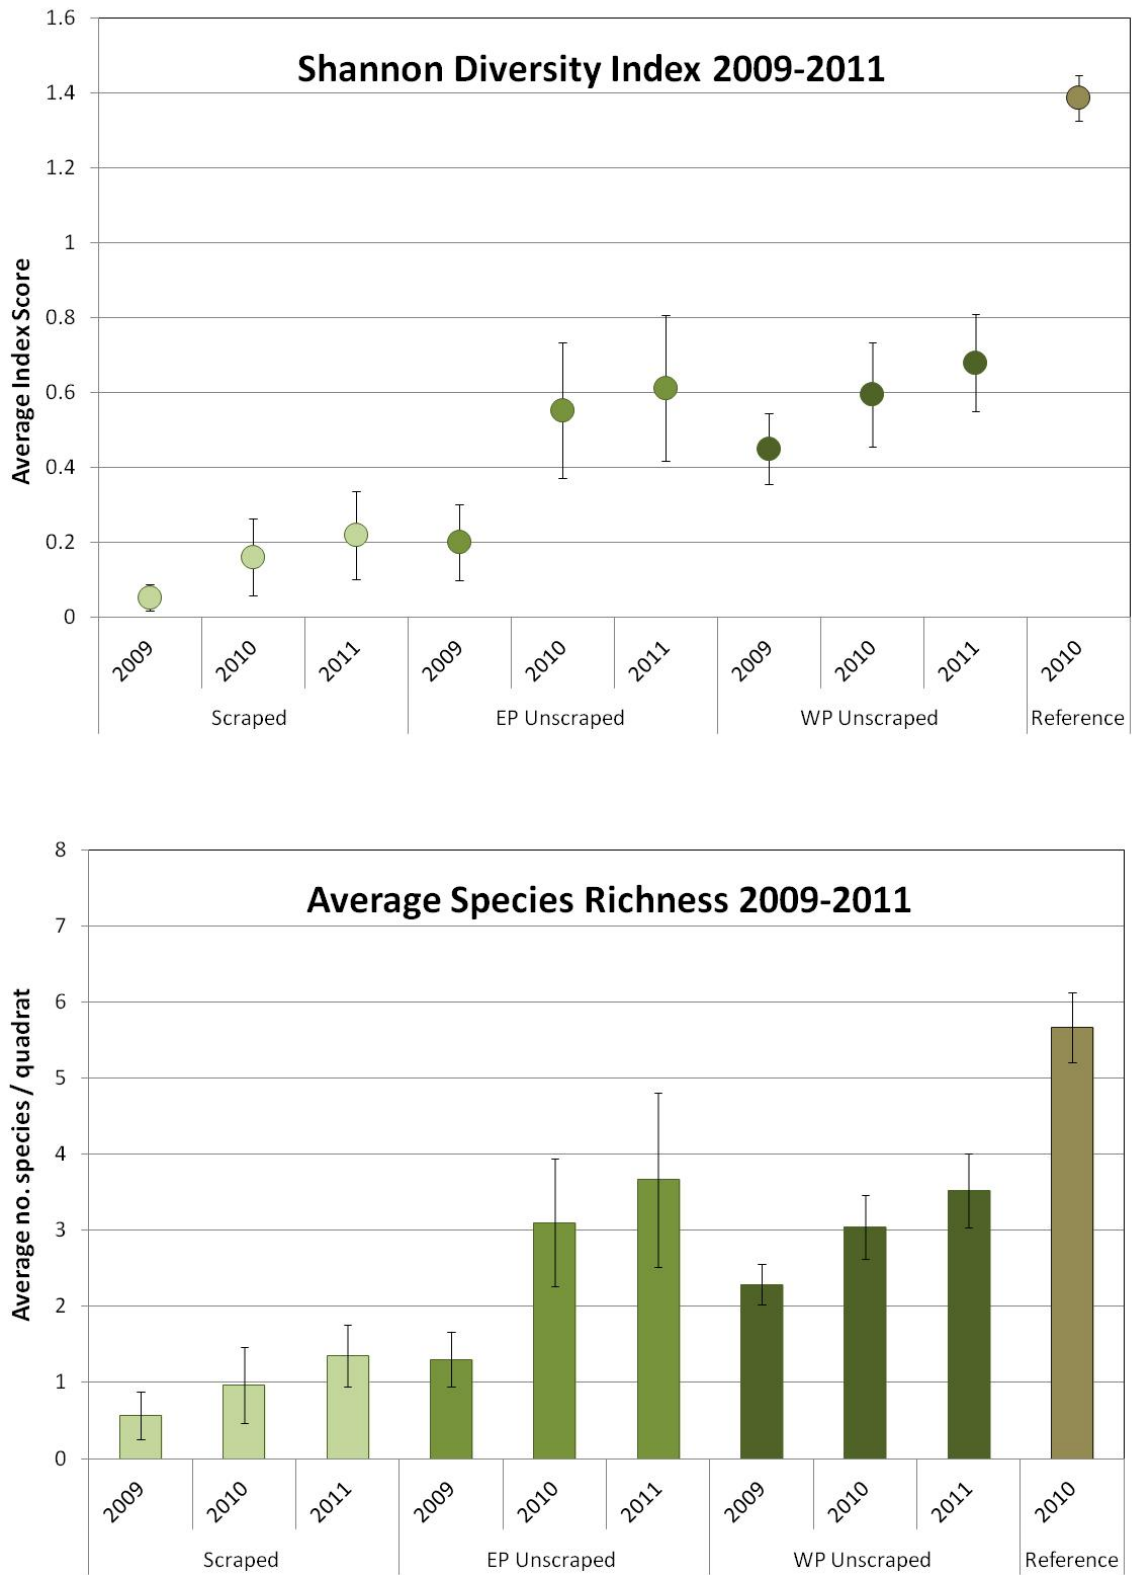 Shannon Diversity Index 2009-2011
Average Index Score
1.6
1.4
1.2
1
0.8
0.6
0.4
0.2
0
2009 2010 2011 2009 2010 2011 2009 2010 2011 2010
Scraped EP Unscraped WP Unscraped Reference
Average Species Richness 2009-2011
Average no. species / quadrat
8
7
6
5
4
3
2
1
0
2009 2010 2011 2009 2010 2011 2009 2010 2011 2010
Scraped EP Unscraped WP Unscraped Reference